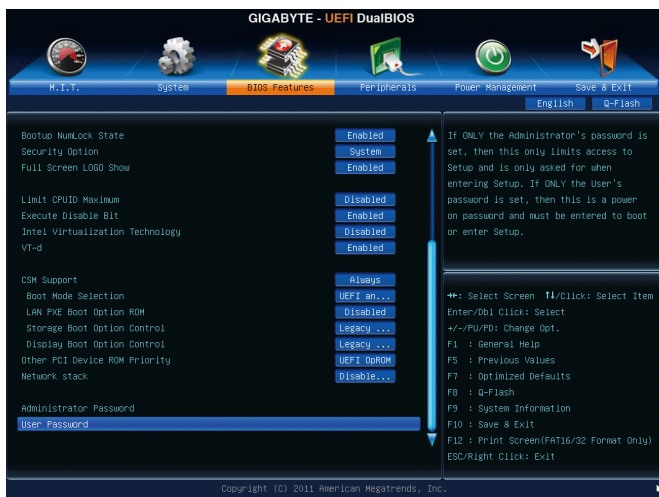 GIGABYTE - UEFI DualBIOS
M.I.T. System BIOS Features Peripherals Power Management Save & Exit
English Q-Flash
Bootup NumLock State Enabled
Security Option System
Full Screen LOGO Show Enabled
Limit CPUID Maximum Disabled
Execute Disable Bit Enabled
Intel Virtualization Technology Disabled
VT-d Enabled
CSM Support Always
Boot Mode Selection UEFI an...
LAN PXE Boot Option ROM Disabled
Storage Boot Option Control Legacy ...
Display Boot Option Control Legacy ...
Other PCI Device ROM Priority UEFI OpROM
Network stack Disable...
Administrator Password
User Password
If ONLY the Administrator's password is
set, then this only limits access to
Setup and is only asked for when
entering Setup. If ONLY the User's
password is set, then this is a power
on password and must be entered to boot
or enter Setup.
→←: Select Screen ↑↓/Click: Select Item
Enter/Dbl Click: Select
+/-/PU/PD: Change Opt.
F1 : General Help
F5 : Previous Values
F7 : Optimized Defaults
F8 : Q-Flash
F9 : System Information
F10 : Save & Exit
F12 : Print Screen(FAT16/32 Format Only)
ESC/Right Click: Exit
Copyright (C) 2011 American Megatrends, Inc.